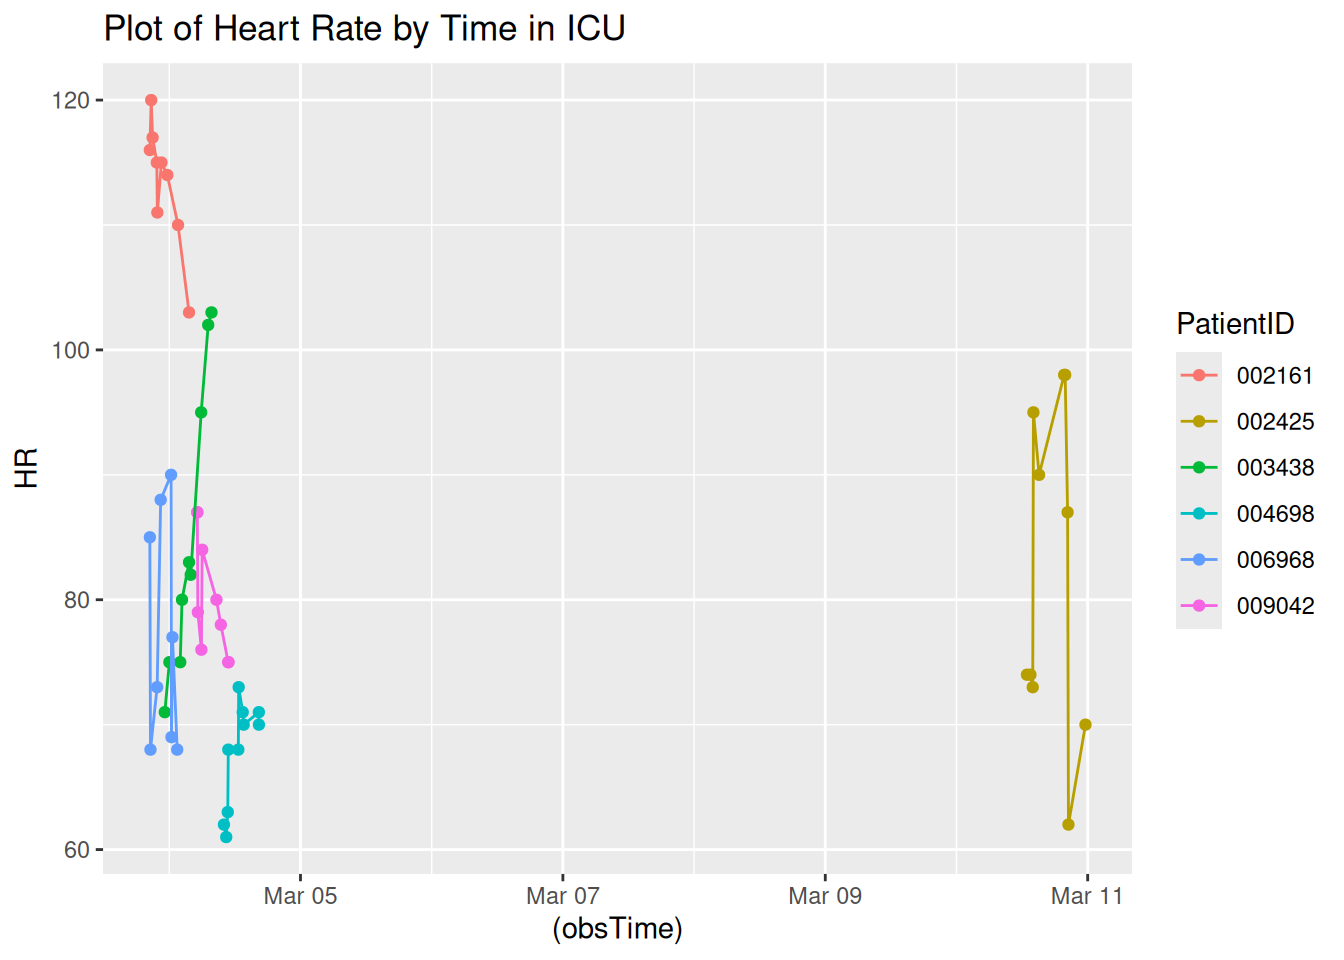 Plot of Heart Rate by Time in ICU
120
100
80
60
HR
Mar 05
Mar 07
Mar 09
Mar 11
(obsTime)
PatientID
002161
002425
003438
004698
006968
009042